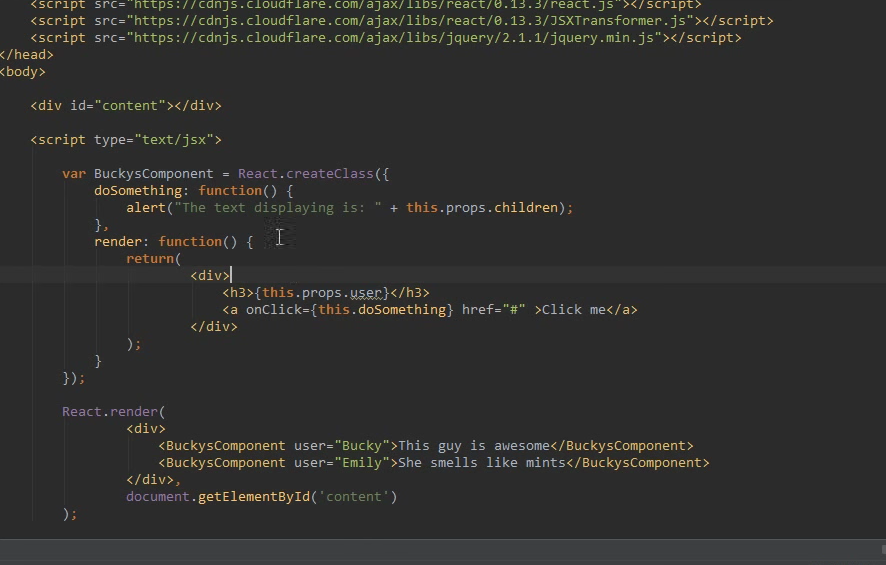 <script src="https://cdnjs.cloudflare.com/ajax/libs/react/0.13.3/react.js"></script>
<script src="https://cdnjs.cloudflare.com/ajax/libs/react/0.13.3/JSXTransformer.js"></script>
<script src="https://cdnjs.cloudflare.com/ajax/libs/jquery/2.1.1/jquery.min.js"></script>
</head>
<body>
<div id="content"></div>
<script type="text/jsx">
var BuckysComponent = React.createClass({
doSomething: function() {
alert("The text displaying is: " + this.props.children);
},
render: function() {
return(
<div>
<h3>{this.props.user}</h3>
<a onClick={this.doSomething} href="#" >Click me</a>
</div>
);
}
});
React.render(
<div>
<BuckysComponent user="Bucky">This guy is awesome</BuckysComponent>
<BuckysComponent user="Emily">She smells like mints</BuckysComponent>
</div>,
document.getElementById('content')
);